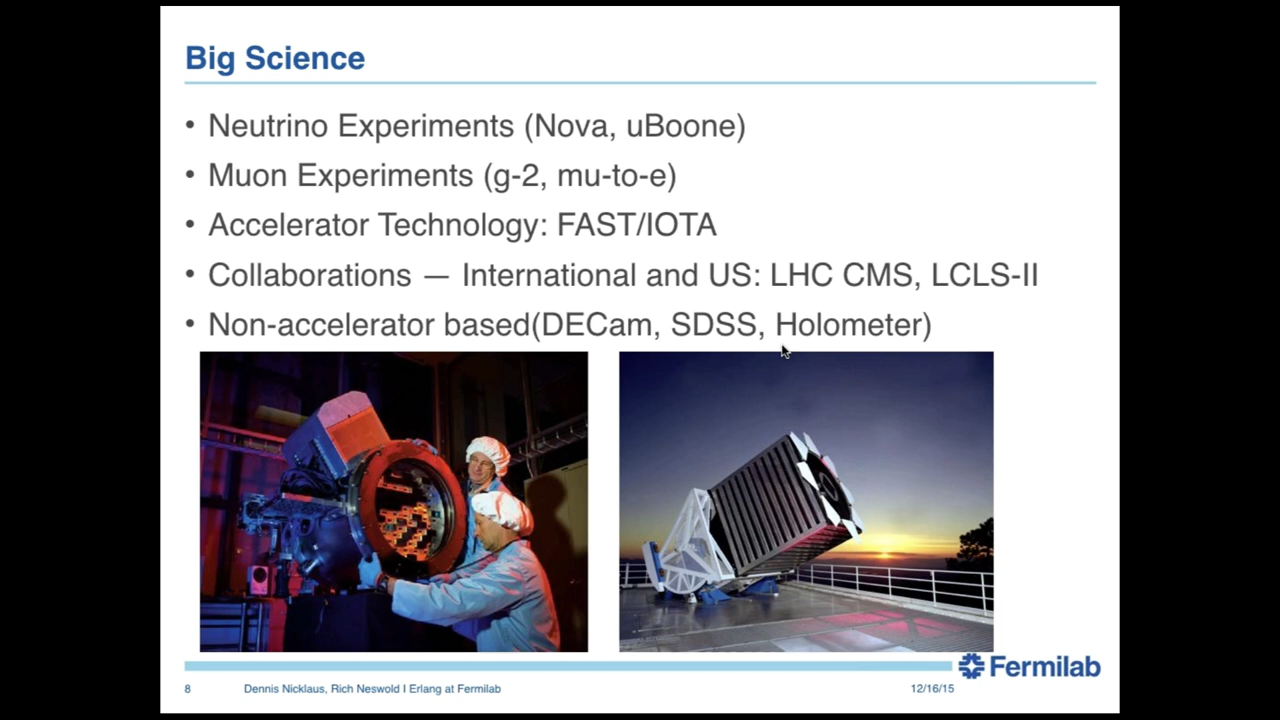 Big Science
• Neutrino Experiments (Nova, uBoone)
• Muon Experiments (g-2, mu-to-e)
• Accelerator Technology: FAST/IOTA
• Collaborations — International and US: LHC CMS, LCLS-II
• Non-accelerator based(DECam, SDSS, Holometer)
Fermilab
8 Dennis Nicklaus, Rich Neswold I Erlang at Fermilab 12/16/15